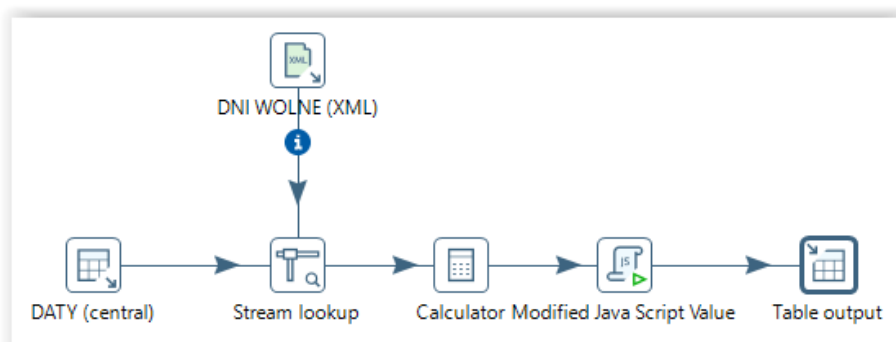 XML
DNI WOLNE (XML)
i
DATY (central)
Stream lookup
Calculator
JS
Modified Java Script Value
Table output